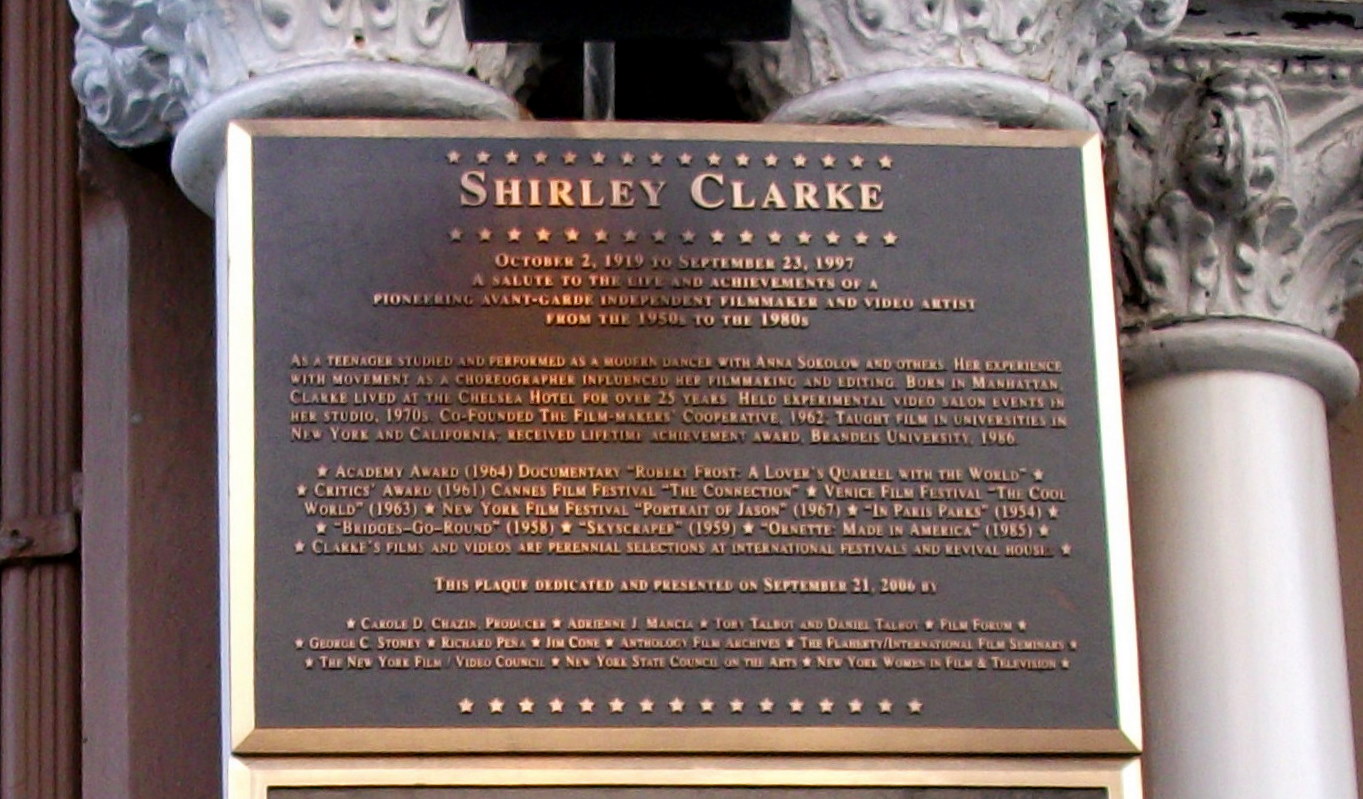 ★ ★ ★ ★ ★ ★ ★ ★ ★ ★ ★ ★ ★ ★ ★ ★
SHIRLEY CLARKE
★ ★ ★ ★ ★ ★ ★ ★ ★ ★ ★ ★ ★ ★ ★ ★
OCTOBER 2, 1919 TO SEPTEMBER 23, 1997
A SALUTE TO THE LIFE AND ACHIEVEMENTS OF A
PIONEERING AVANT-GARDE INDEPENDENT FILMMAKER AND VIDEO ARTIST
FROM THE 1950s TO THE 1980s
AS A TEENAGER STUDIED AND PERFORMED AS A MODERN DANCER WITH ANNA SOKOLOW AND OTHERS. HER EXPERIENCE
WITH MOVEMENT AS A CHOREOGRAPHER INFLUENCED HER FILMMAKING AND EDITING. BORN IN MANHATTAN,
CLARKE LIVED AT THE CHELSEA HOTEL FOR OVER 25 YEARS. HELD EXPERIMENTAL VIDEO SALON EVENTS IN
HER STUDIO, 1970s. CO-FOUNDED THE FILM-MAKERS' COOPERATIVE, 1962; TAUGHT FILM IN UNIVERSITIES IN
NEW YORK AND CALIFORNIA; RECEIVED LIFETIME ACHIEVEMENT AWARD, BRANDEIS UNIVERSITY, 1986.
★ ACADEMY AWARD (1964) DOCUMENTARY "ROBERT FROST: A LOVER'S QUARREL WITH THE WORLD" ★
★ CRITICS' AWARD (1961) CANNES FILM FESTIVAL "THE CONNECTION" ★ VENICE FILM FESTIVAL "THE COOL
WORLD" (1963) ★ NEW YORK FILM FESTIVAL "PORTRAIT OF JASON" (1967) ★ "IN PARIS PARKS" (1954) ★
★ "BRIDGES-GO-ROUND" (1958) ★ "SKYSCRAPER" (1959) ★ "ORNETTE: MADE IN AMERICA" (1985) ★
★ CLARKE'S FILMS AND VIDEOS ARE PERENNIAL SELECTIONS AT INTERNATIONAL FESTIVALS AND REVIVAL HOUSES. ★
THIS PLAQUE DEDICATED AND PRESENTED ON SEPTEMBER 21, 2006 BY
★ CAROLE D. CHAZIN, PRODUCER ★ ADRIENNE J. MANCIA ★ TOBY TALBOT AND DANIEL TALBOT ★ FILM FORUM ★
★ GEORGE C. STONEY ★ RICHARD PEÑA ★ JIM CONE ★ ANTHOLOGY FILM ARCHIVES ★ THE FLAHERTY/INTERNATIONAL FILM SEMINARS ★
★ THE NEW YORK FILM / VIDEO COUNCIL ★ NEW YORK STATE COUNCIL ON THE ARTS ★ NEW YORK WOMEN IN FILM & TELEVISION ★
★ ★ ★ ★ ★ ★ ★ ★ ★ ★ ★ ★ ★ ★ ★ ★